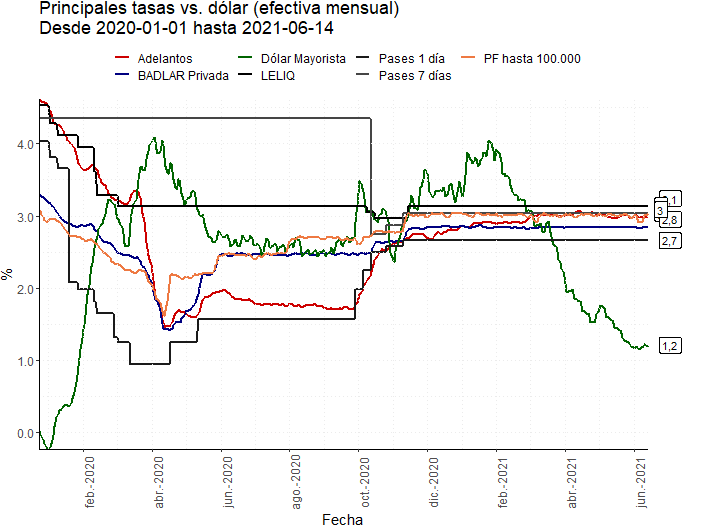 Principales tasas vs. dólar (efectiva mensual)
Desde 2020-01-01 hasta 2021-06-14
Adelantos
Dólar Mayorista
Pases 1 día
PF hasta 100.000
BADLAR Privada
LELIQ
Pases 7 días
%
4.0
3.0
2.0
1.0
0.0
3
2,8
2,7
1,2
feb.-2020
abr.-2020
jun.-2020
ago.-2020
oct.-2020
dic.-2020
feb.-2021
abr.-2021
jun.-2021
Fecha